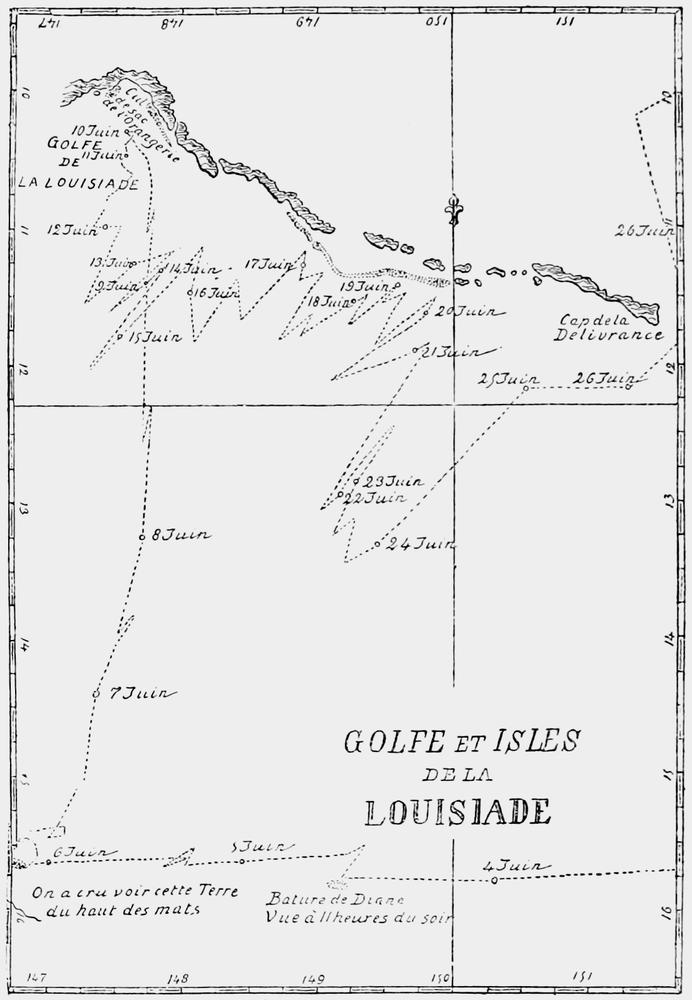 147 148 149 150 151
10
10
Cul
de sac
de l'Orangerie
10 Juin
GOLFE
DE
11 Juin
LA LOUISIADE
12 Juin
26 Juin
11
11
13 Juin
14 Juin
17 Juin
9 Juin
16 Juin
19 Juin
18 Juin
20 Juin
Cap de la
Delivrance
15 Juin
21 Juin
12
12
25 Juin
26 Juin
23 Juin
22 Juin
13
13
8 Juin
24 Juin
14
14
7 Juin
GOLFE ET ISLES
DE LA
LOUISIADE
15
15
6 Juin
5 Juin
4 Juin
On a cru voir cette Terre
du haut des mats
Bature de Diane
Vue à 11 heures du soir
16
16
147 148 149 150 151